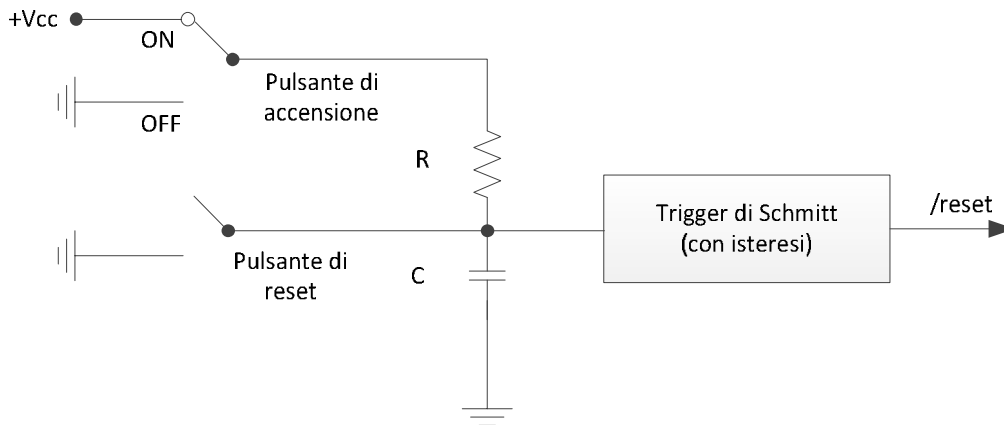 +Vcc
ON
Pulsante di
accensione
OFF
R
Trigger di Schmitt
(con isteresi)
/reset
Pulsante di
reset
C